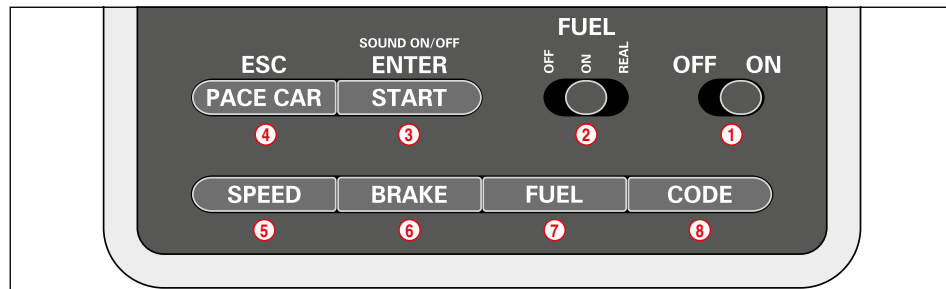 FUEL
SOUND ON/OFF
ESC ENTER OFF ON REAL OFF ON
PACE CAR START
4 3 2 1
SPEED BRAKE FUEL CODE
5 6 7 8